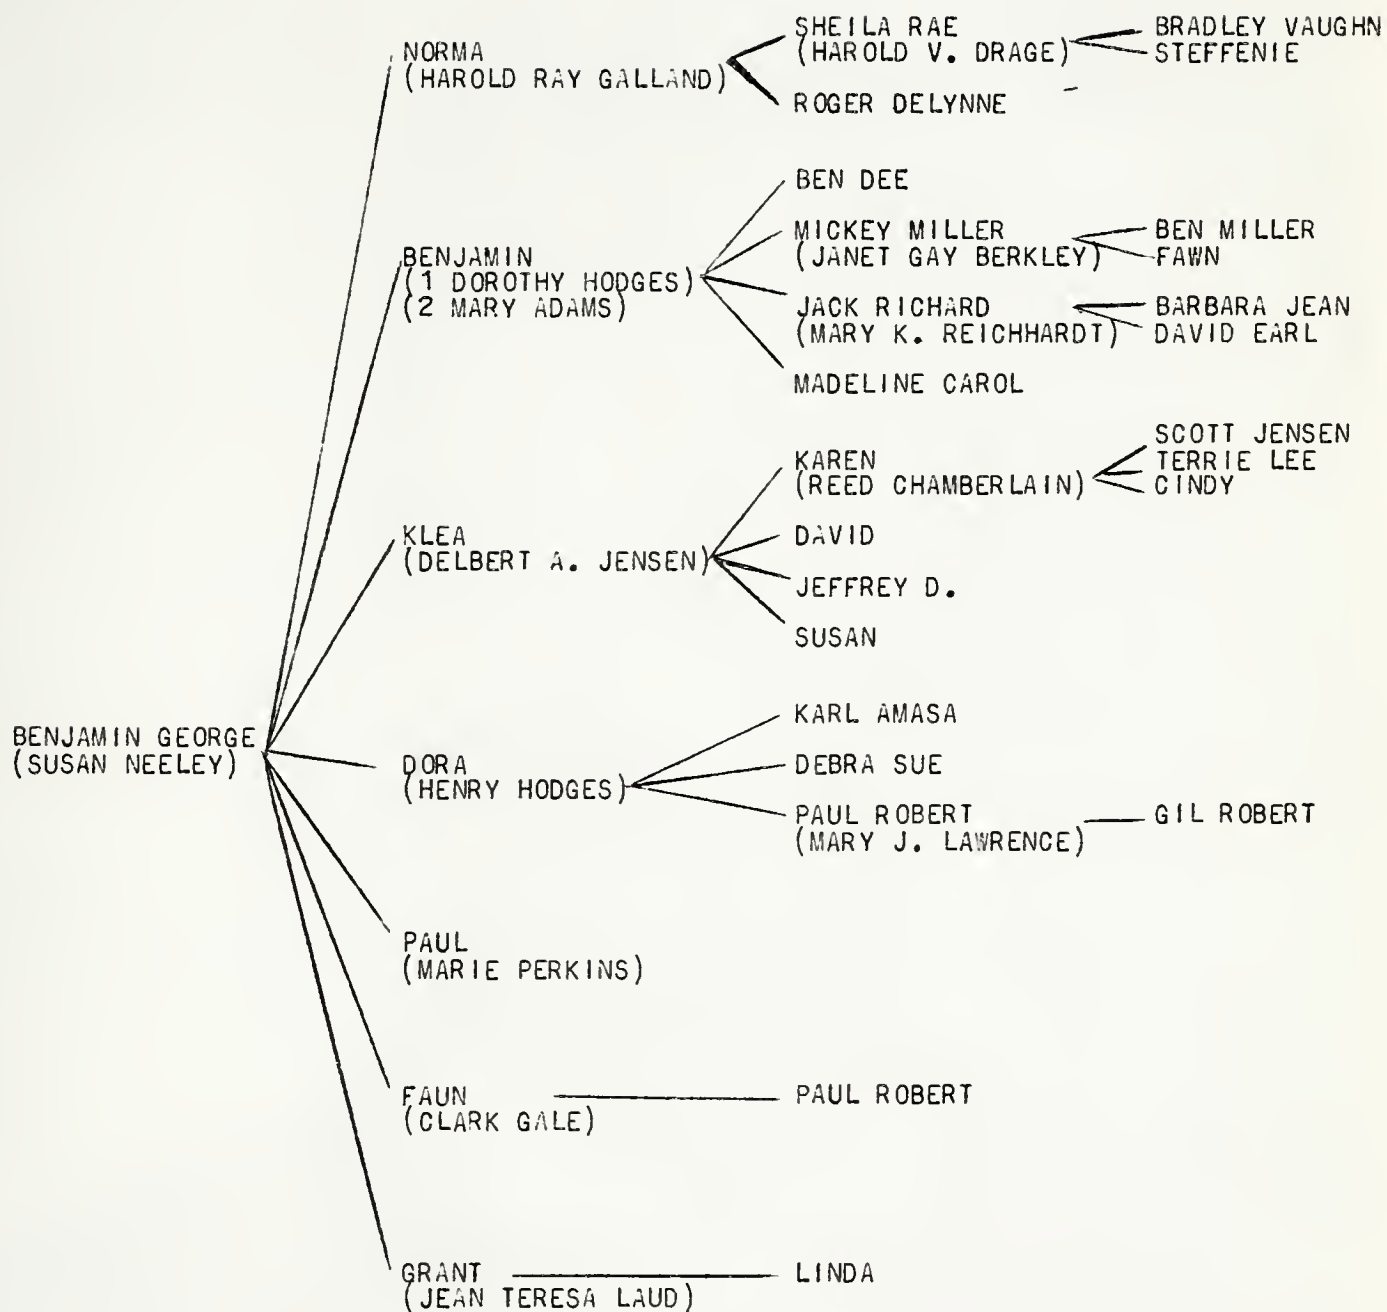 SHEILA RAE
(HAROLD V. DRAGE)
BRADLEY VAUGHN
STEFFENIE
NORMA
(HAROLD RAY GALLAND)
ROGER DELYNNE
BEN DEE
MICKEY MILLER
(JANET GAY BERKLEY)
BEN MILLER
FAWN
BENJAMIN
(1 DOROTHY HODGES)
(2 MARY ADAMS)
JACK RICHARD
(MARY K. REICHHARDT)
BARBARA JEAN
DAVID EARL
MADELINE CAROL
KAREN
(REED CHAMBERLAIN)
SCOTT JENSEN
TERRIE LEE
CINDY
KLEA
(DELBERT A. JENSEN)
DAVID
JEFFREY D.
SUSAN
BENJAMIN GEORGE
(SUSAN NEELEY)
KARL AMASA
DORA
(HENRY HODGES)
DEBRA SUE
PAUL ROBERT
(MARY J. LAWRENCE)
GIL ROBERT
PAUL
(MARIE PERKINS)
FAUN
(CLARK GALE)
PAUL ROBERT
GRANT
(JEAN TERESA LAUD)
LINDA